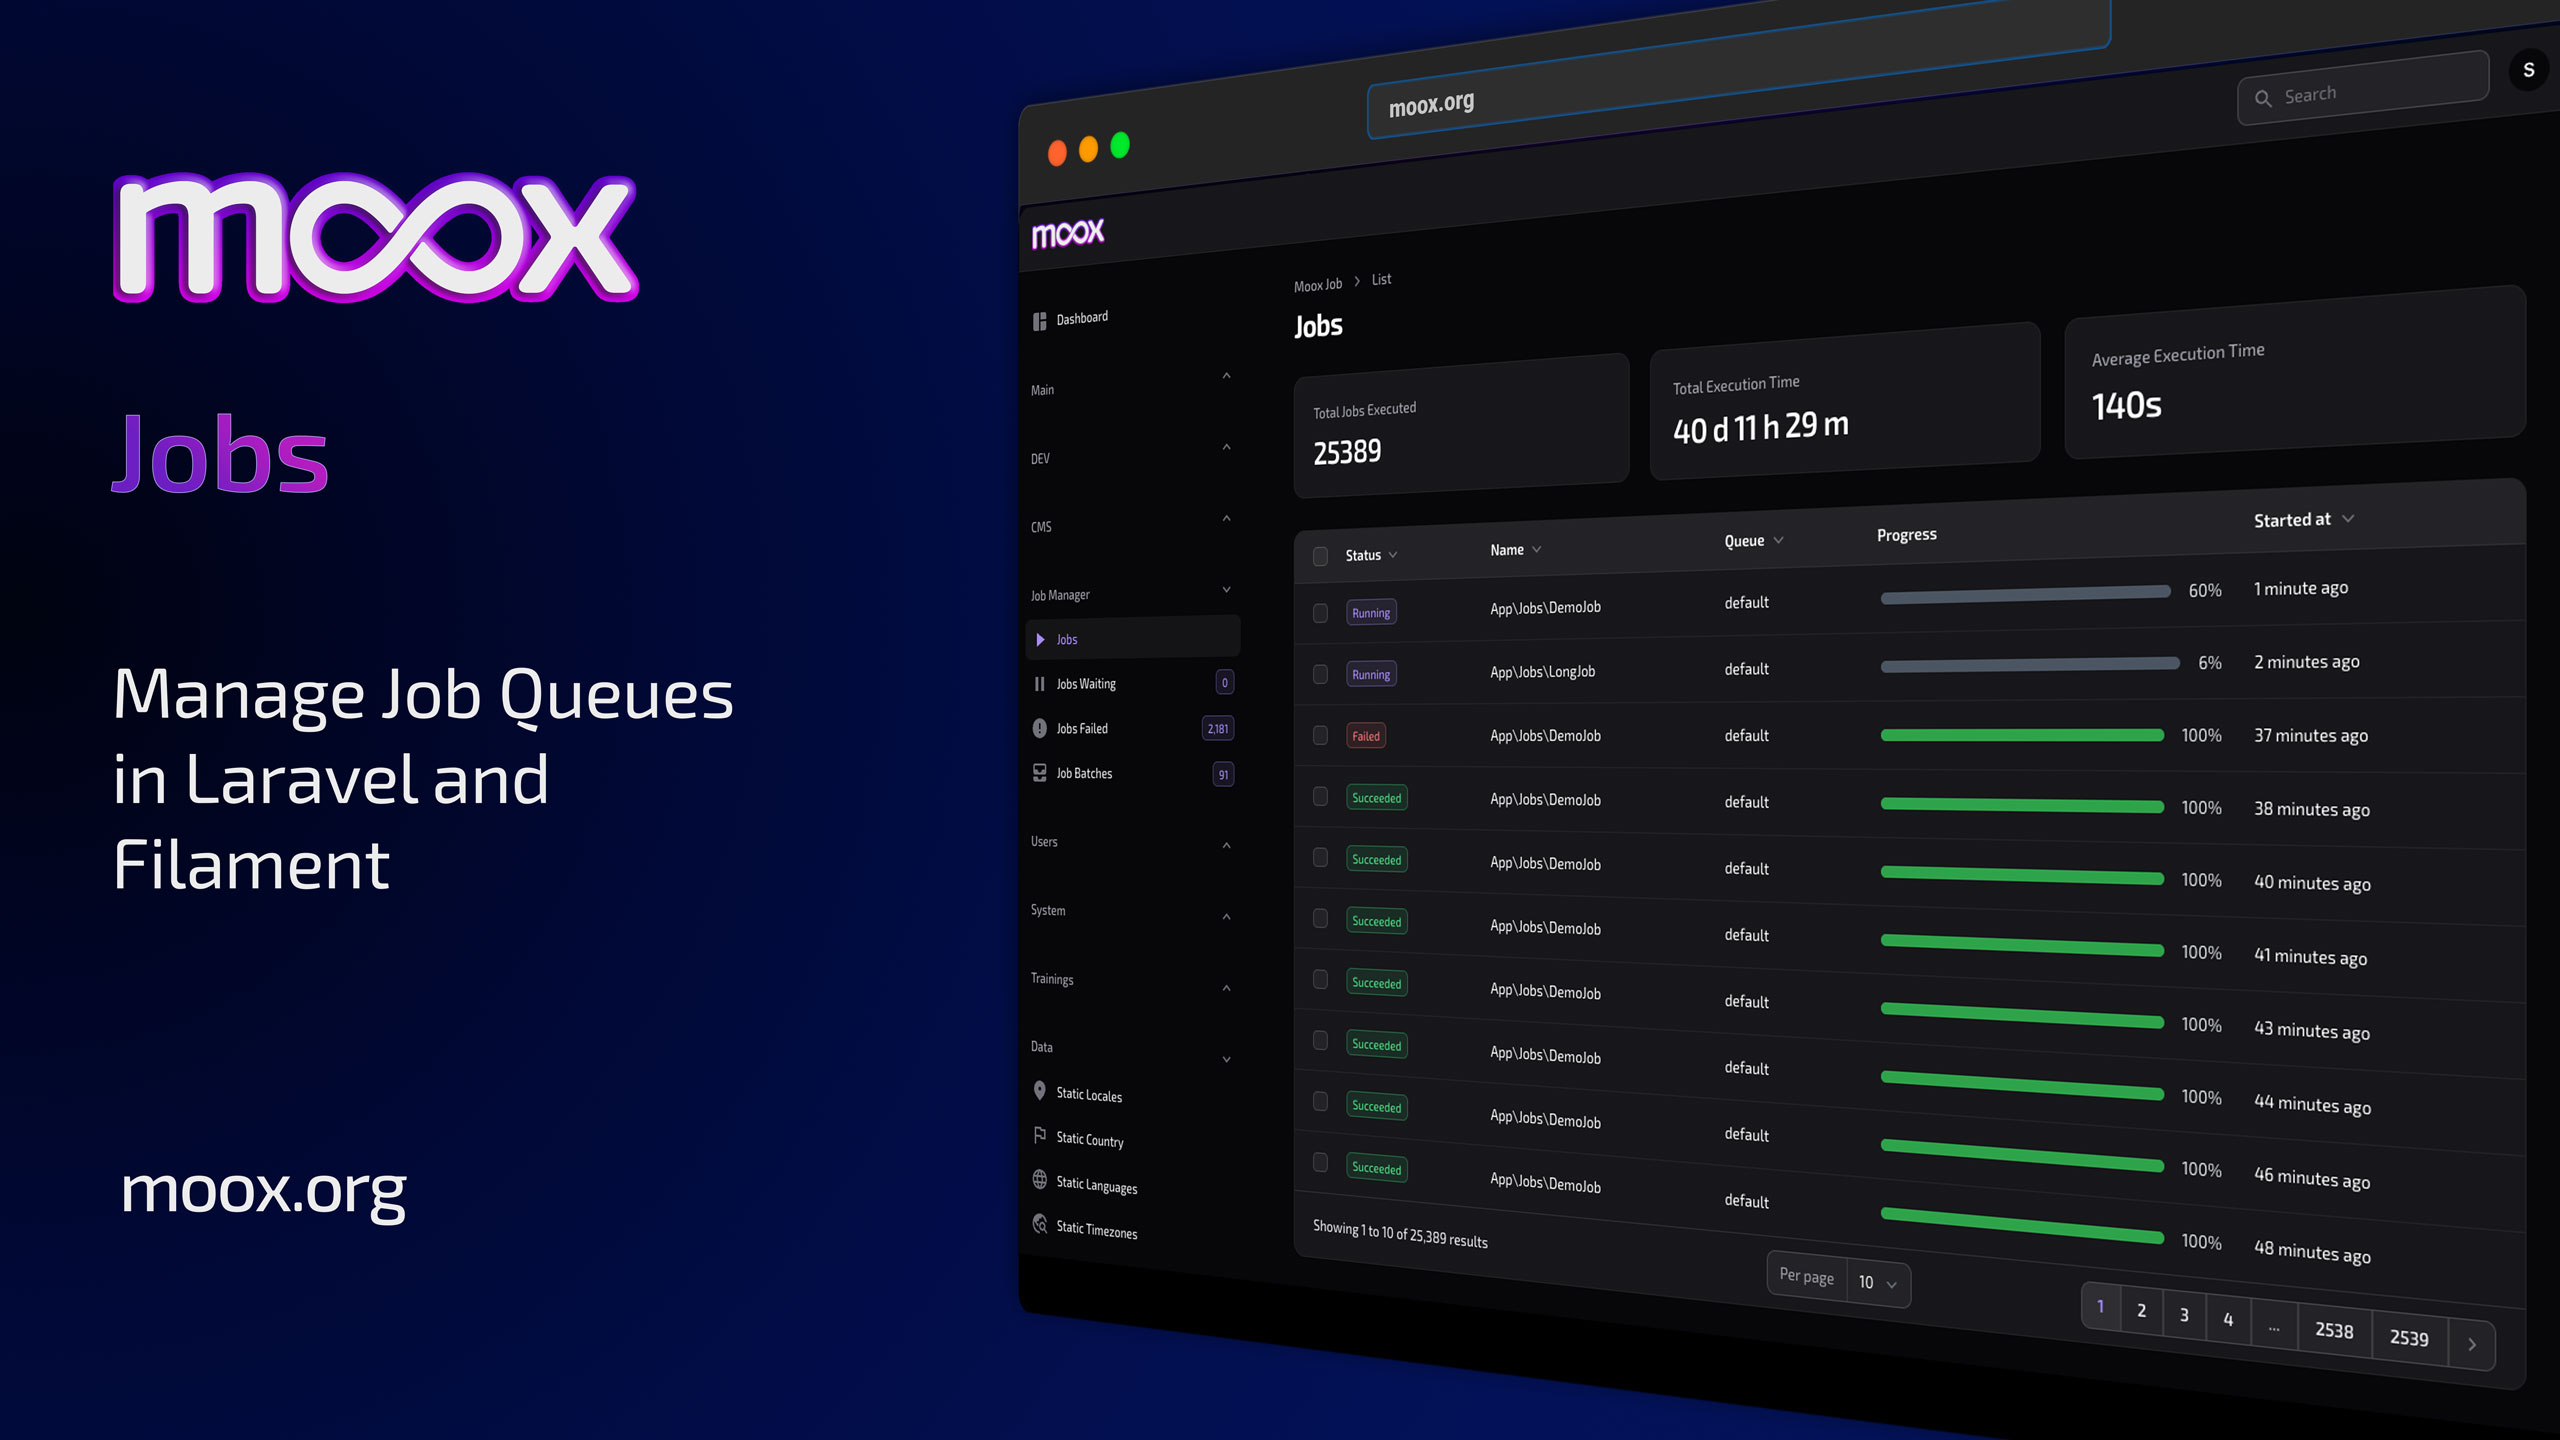 moox
Jobs
Manage Job Queues
in Laravel and
Filament
moox.org
moox.org
Search
S
moox
Dashboard
Main
DEV
CMS
Job Manager
Jobs
Jobs Waiting 0
Jobs Failed 2,181
Job Batches 91
Users
System
Trainings
Data
Static Locales
Static Country
Static Languages
Static Timezones
Moox Job > List
Jobs
Total Jobs Executed
25389
Total Execution Time
40 d 11 h 29 m
Average Execution Time
140s
Status Name Queue Progress Started at
Running App\Jobs\DemoJob default 60% 1 minute ago
Running App\Jobs\LongJob default 6% 2 minutes ago
Failed App\Jobs\DemoJob default 100% 37 minutes ago
Succeeded App\Jobs\DemoJob default 100% 38 minutes ago
Succeeded App\Jobs\DemoJob default 100% 40 minutes ago
Succeeded App\Jobs\DemoJob default 100% 41 minutes ago
Succeeded App\Jobs\DemoJob default 100% 43 minutes ago
Succeeded App\Jobs\DemoJob default 100% 44 minutes ago
Succeeded App\Jobs\DemoJob default 100% 46 minutes ago
Succeeded App\Jobs\DemoJob default 100% 48 minutes ago
Showing 1 to 10 of 25,389 results
Per page 10
1 2 3 4 ... 2538 2539 >